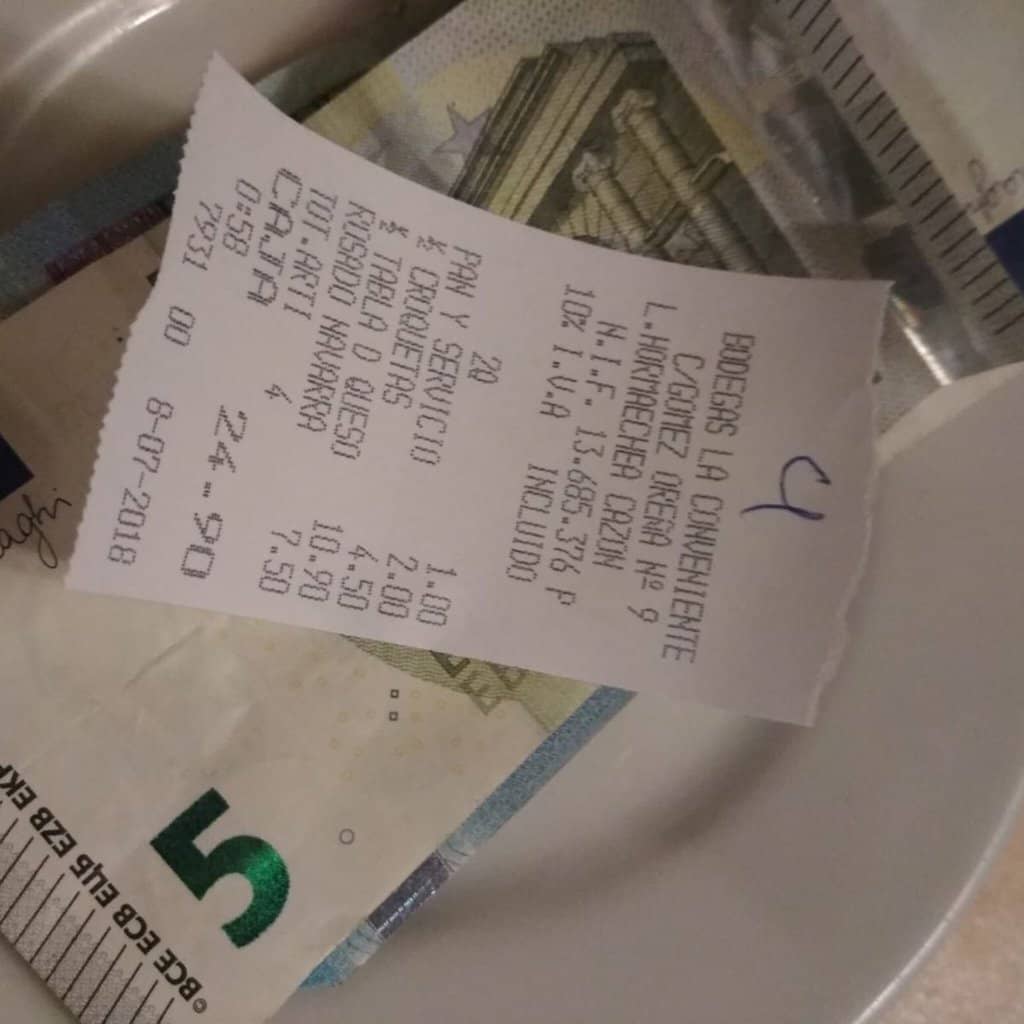 4
BODEGAS LA CONVENIENTE
C/GOMEZ OREÑA Nº 9
L.HORMAECHEA CAZON
N.I.F. 13.685.376 P
10% I.V.A INCLUIDO
2@ 1.00
PAN Y SERVICIO 2.00
½ CROQUETAS 4.50
½ TABLA D QUESO 10.90
ROSADO NAVARRA 7.50
TOT.ARTI 4
CAJA 24.90
0:58
7931 00 8-07-2018
5
©BCE ECB ЕЦБ EZB EKP